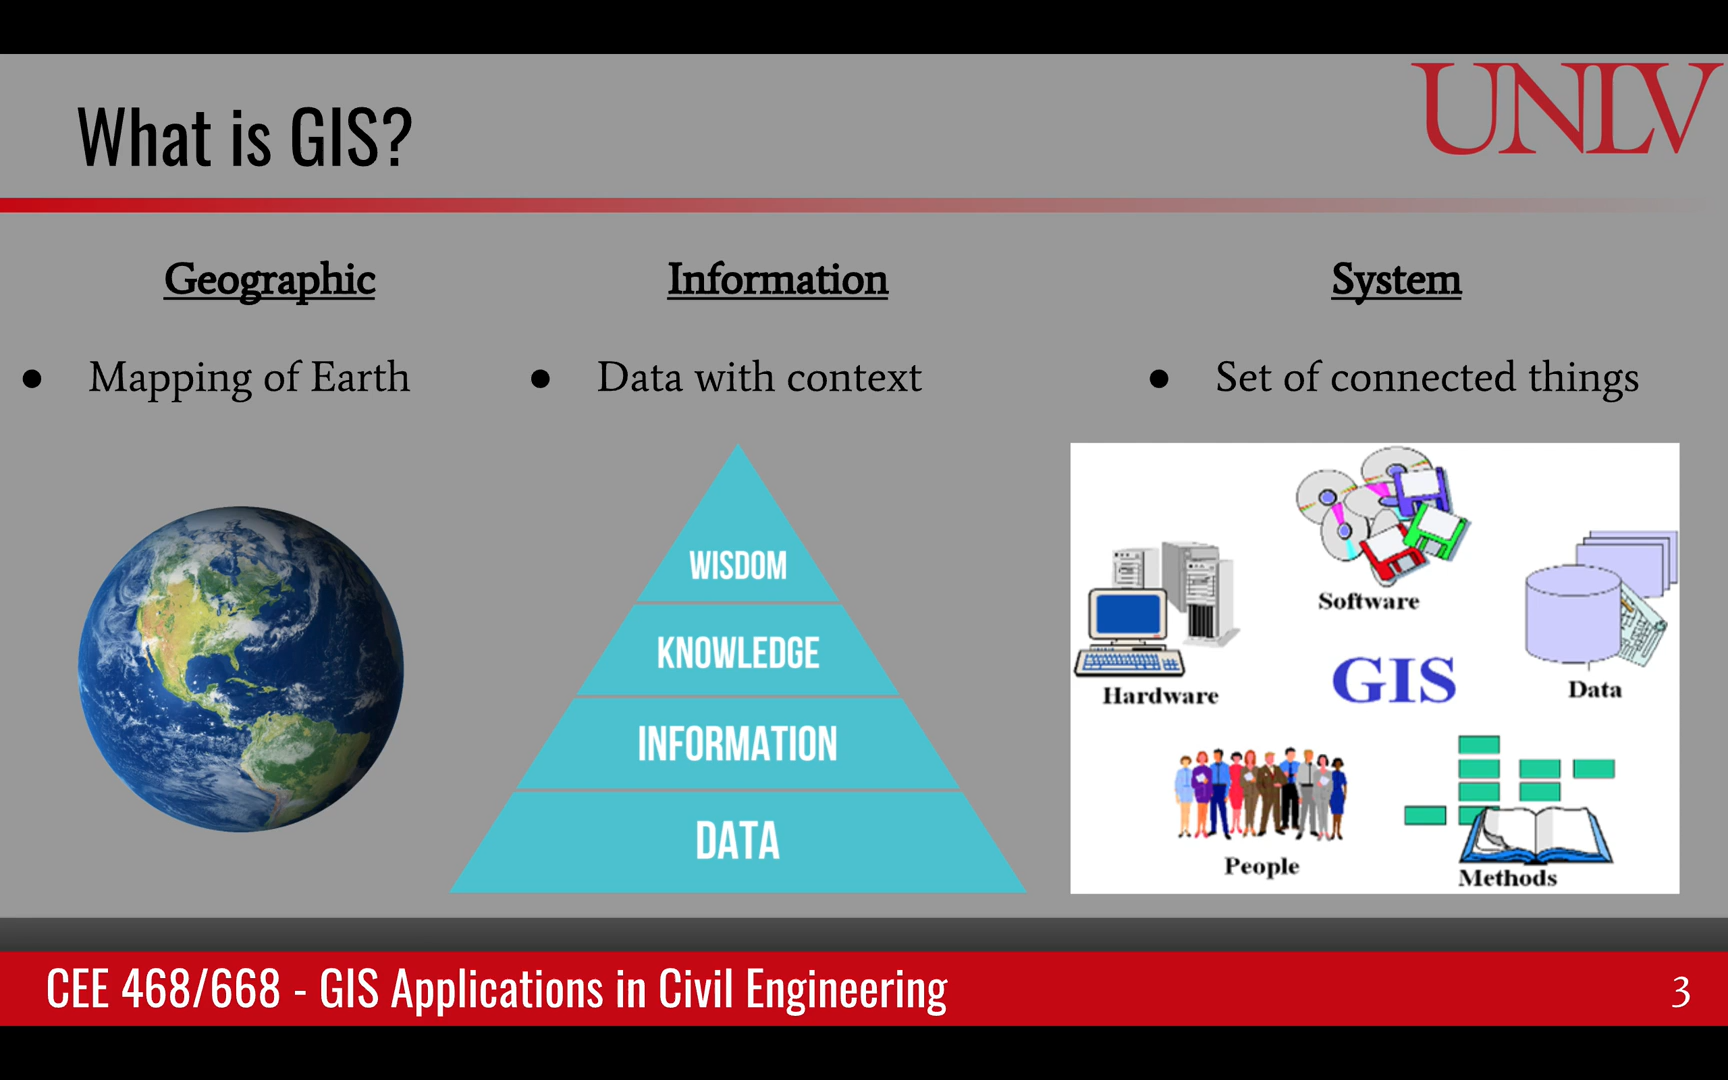 UNLV
What is GIS?
Geographic
● Mapping of Earth
Information
● Data with context
WISDOM
KNOWLEDGE
INFORMATION
DATA
System
● Set of connected things
Software
Hardware
GIS
Data
People
Methods
CEE 468/668 - GIS Applications in Civil Engineering
3